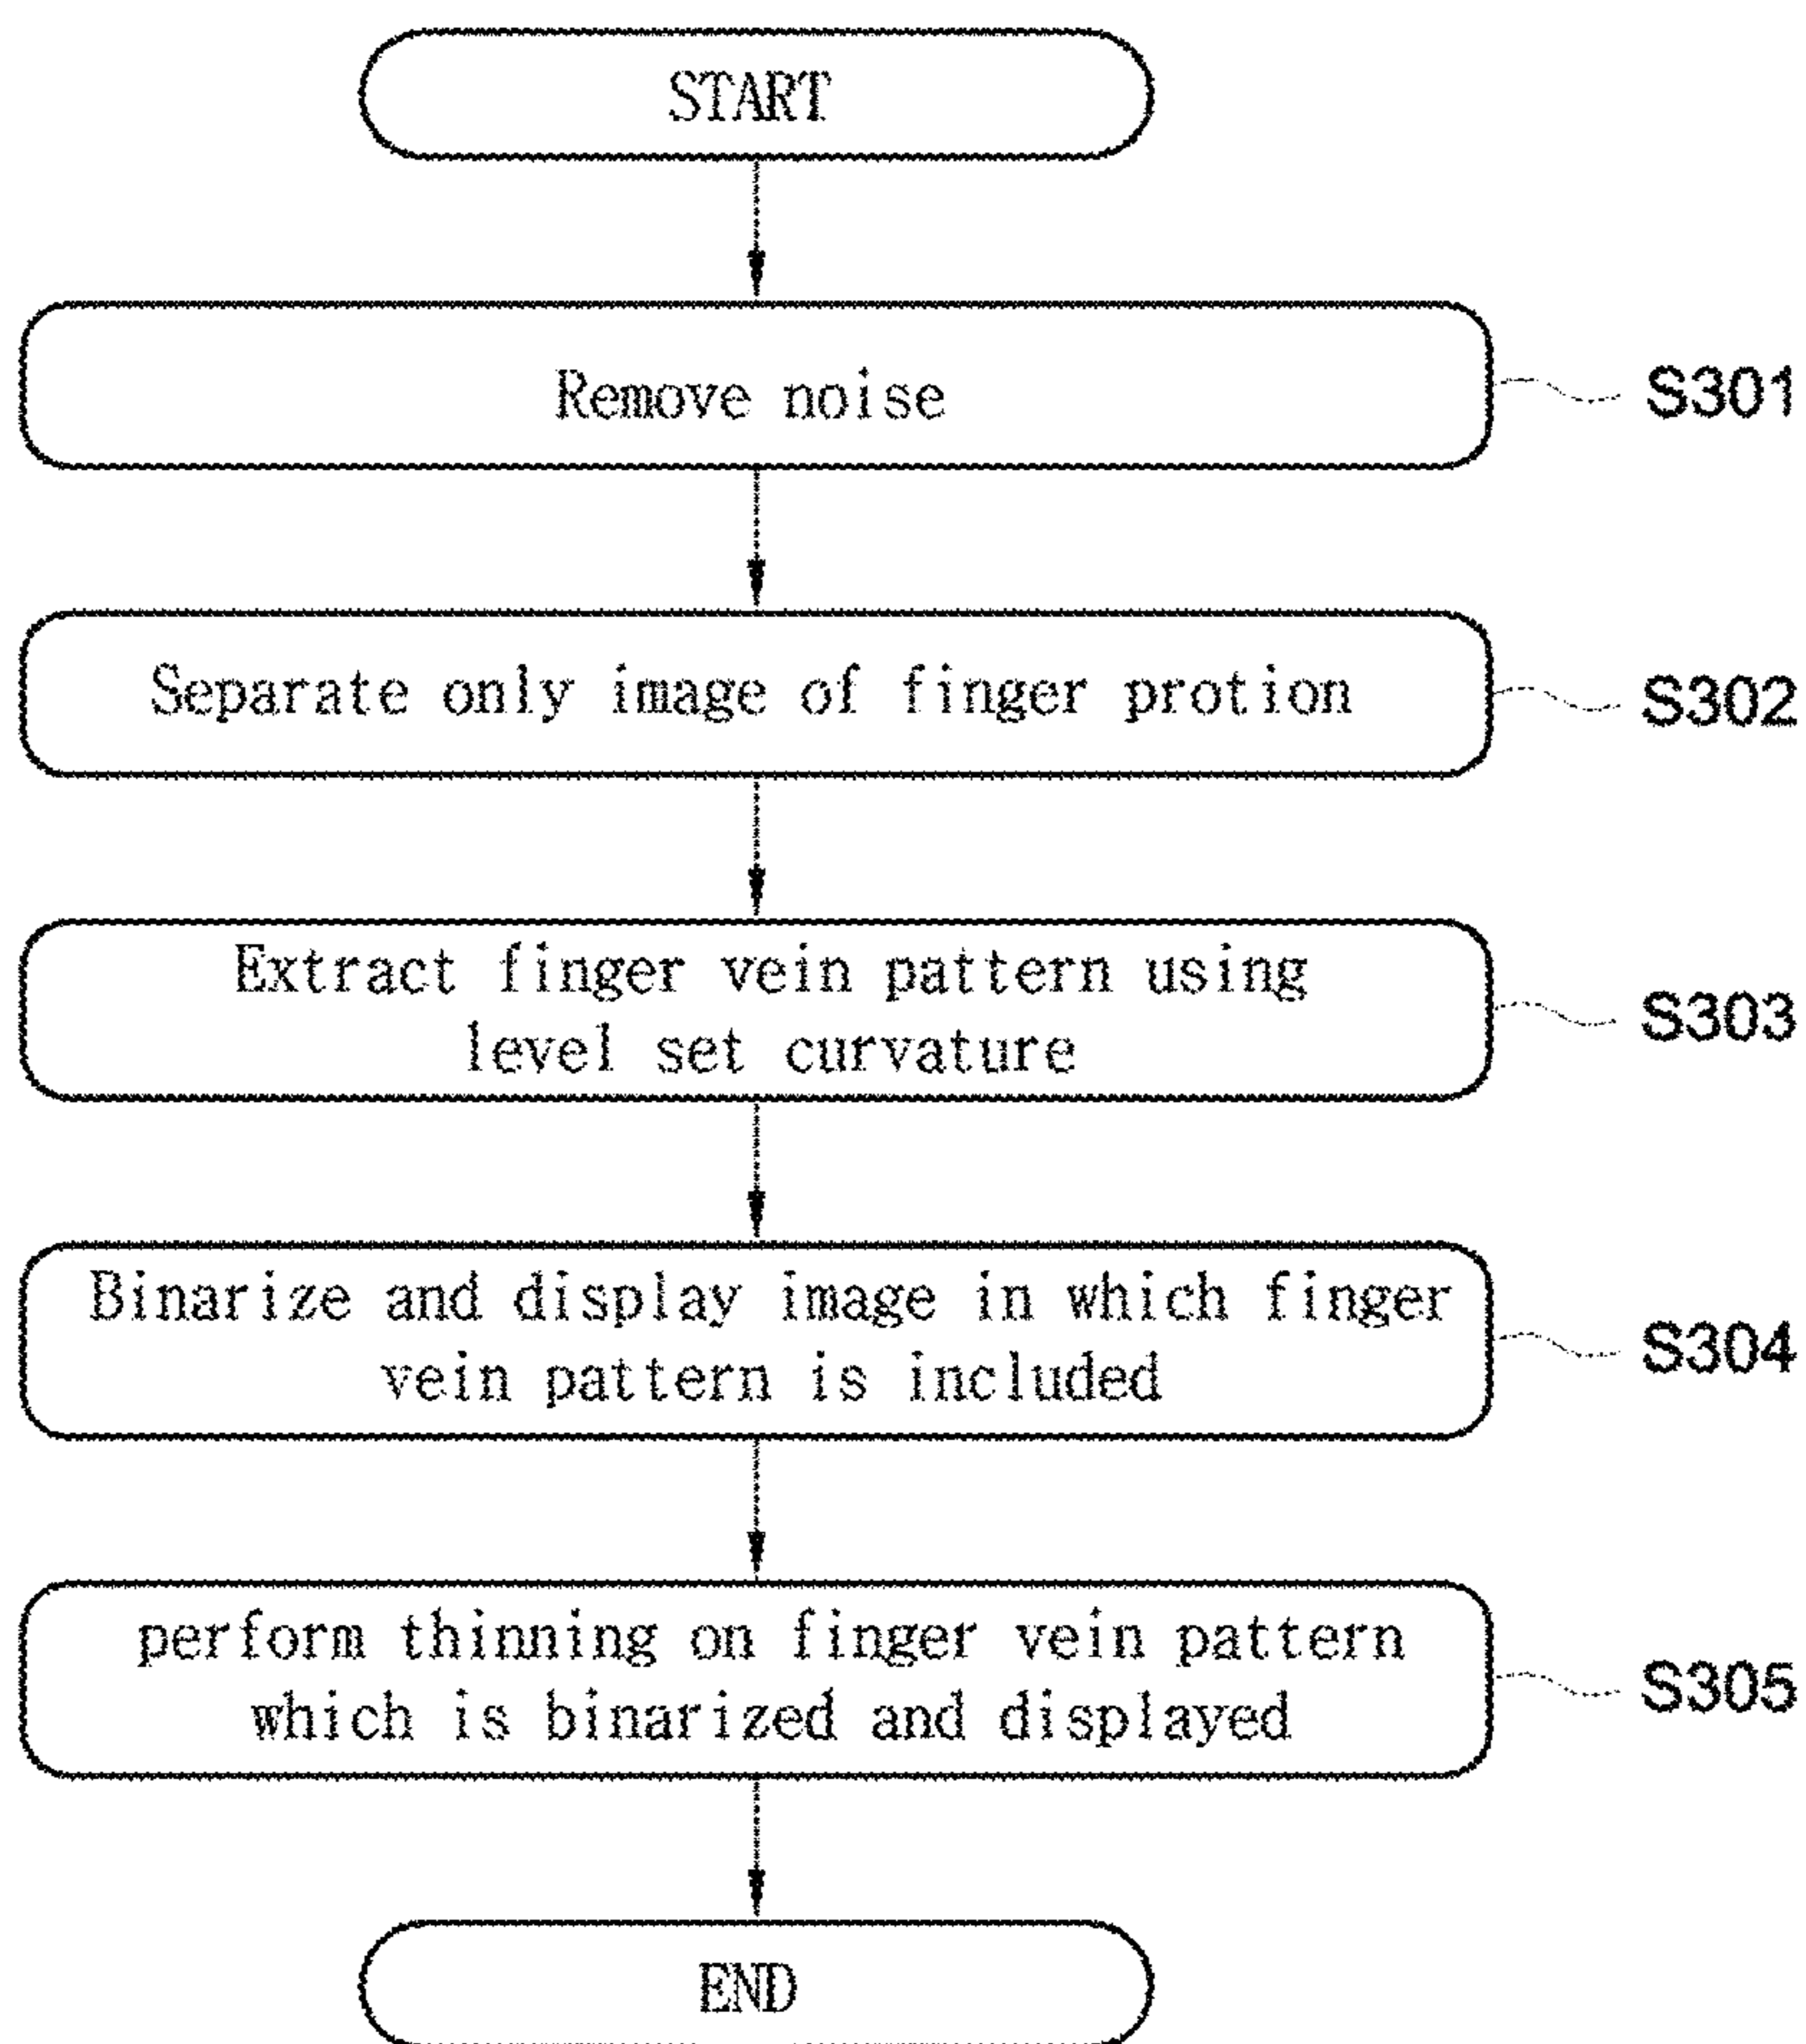 START
Remove noise
S301
Separate only image of finger protion
S302
Extract finger vein pattern using
level set curvature
S303
Binarize and display image in which finger
vein pattern is included
S304
perform thinning on finger vein pattern
which is binarized and displayed
S305
END